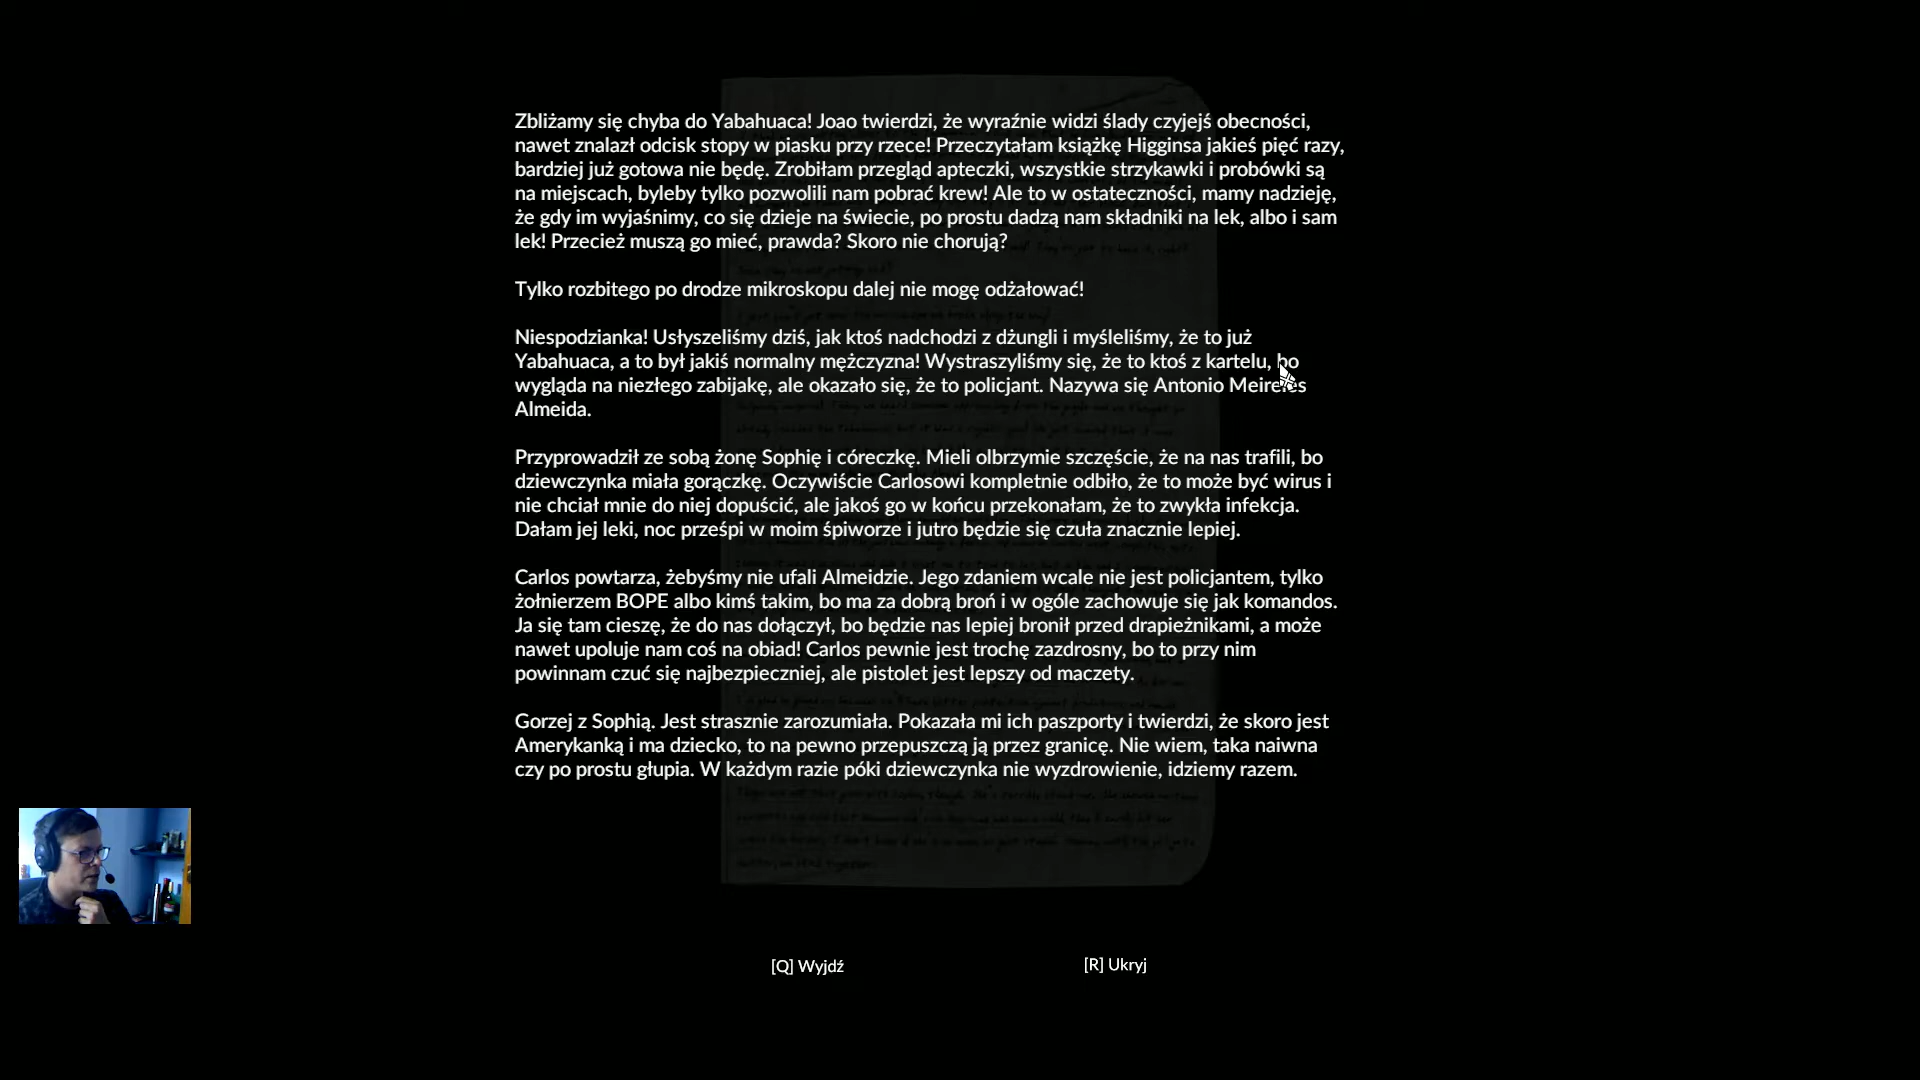 Zbliżamy się chyba do Yabahuaca! Joao twierdzi, że wyraźnie widzi ślady czyjejś obecności,
nawet znalazł odcisk stopy w piasku przy rzece! Przeczytałam książkę Higginsa jakieś pięć razy,
bardziej już gotowa nie będę. Zrobiłam przegląd apteczki, wszystkie strzykawki i probówki są
na miejscach, byleby tylko pozwolili nam pobrać krew! Ale to w ostateczności, mamy nadzieję,
że gdy im wyjaśnimy, co się dzieje na świecie, po prostu dadzą nam składniki na lek, albo i sam
lek! Przecież muszą go mieć, prawda? Skoro nie chorują?
Tylko rozbitego po drodze mikroskopu dalej nie mogę odżałować!
Niespodzianka! Usłyszeliśmy dziś, jak ktoś nadchodzi z dżungli i myśleliśmy, że to już
Yabahuaca, a to był jakiś normalny mężczyzna! Wystraszyliśmy się, że to ktoś z kartelu, bo
wygląda na niezłego zabijakę, ale okazało się, że to policjant. Nazywa się Antonio Meireles
Almeida.
Przyprowadził ze sobą żonę Sophię i córeczkę. Mieli olbrzymie szczęście, że na nas trafili, bo
dziewczynka miała gorączkę. Oczywiście Carlosowi kompletnie odbiło, że to może być wirus i
nie chciał mnie do niej dopuścić, ale jakoś go w końcu przekonałam, że to zwykła infekcja.
Dałam jej leki, noc prześpi w moim śpiworze i jutro będzie się czuła znacznie lepiej.
Carlos powtarza, żebyśmy nie ufali Almeidzie. Jego zdaniem wcale nie jest policjantem, tylko
żołnierzem BOPE albo kimś takim, bo ma za dobrą broń i w ogóle zachowuje się jak komandos.
Ja się tam cieszę, że do nas dołączył, bo będzie nas lepiej bronił przed drapieżnikami, a może
nawet upoluje nam coś na obiad! Carlos pewnie jest trochę zazdrosny, bo to przy nim
powinnam czuć się najbezpieczniej, ale pistolet jest lepszy od maczety.
Gorzej z Sophią. Jest strasznie zarozumiała. Pokazała mi ich paszporty i twierdzi, że skoro jest
Amerykanką i ma dziecko, to na pewno przepuszczą ją przez granicę. Nie wiem, taka naiwna
czy po prostu głupia. W każdym razie póki dziewczynka nie wyzdrowienie, idziemy razem.
[Q] Wyjdź
[R] Ukryj